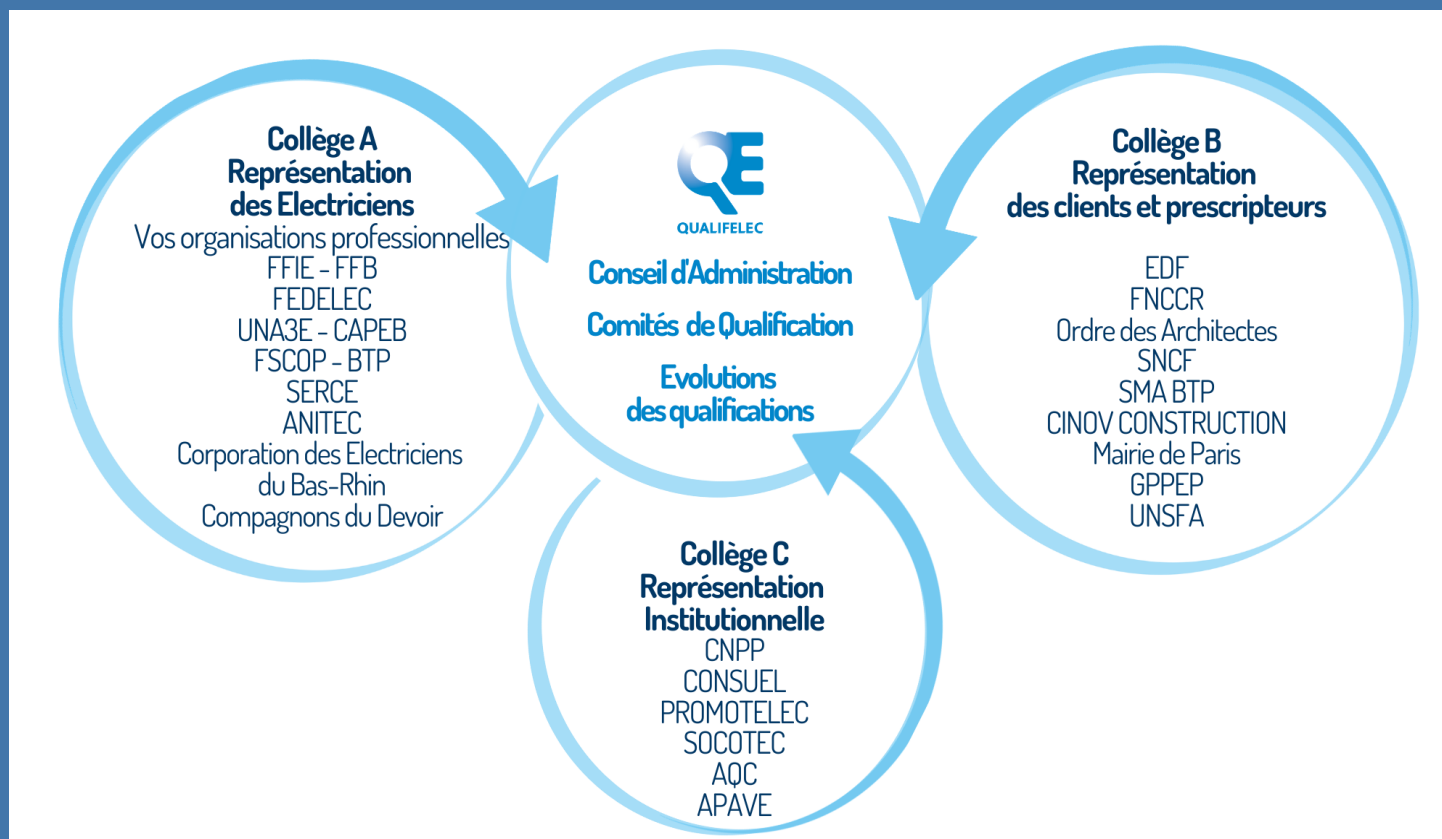 Collège A
Représentation
des Electriciens
Vos organisations professionnelles
FFIE - FFB
FEDELEC
UNA3E - CAPEB
FSCOP - BTP
SERCE
ANITEC
Corporation des Electriciens
du Bas-Rhin
Compagnons du Devoir
QE
QUALIFELEC
Conseil d'Administration
Comités de Qualification
Evolutions
des qualifications
Collège B
Représentation
des clients et prescripteurs
EDF
FNCCR
Ordre des Architectes
SNCF
SMA BTP
CINOV CONSTRUCTION
Mairie de Paris
GPPEP
UNSFA
Collège C
Représentation
Institutionnelle
CNPP
CONSUEL
PROMOTELEC
SOCOTEC
AQC
APAVE